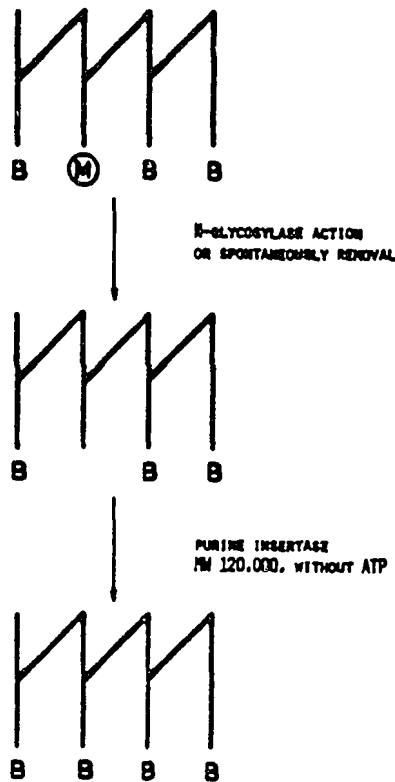 B M B B
N-GLYCOSYLASE ACTION
OR SPONTANEOUSLY REMOVAL
B B B
PURINE INSERTASE
MW 120.000, WITHOUT ATP
B B B B